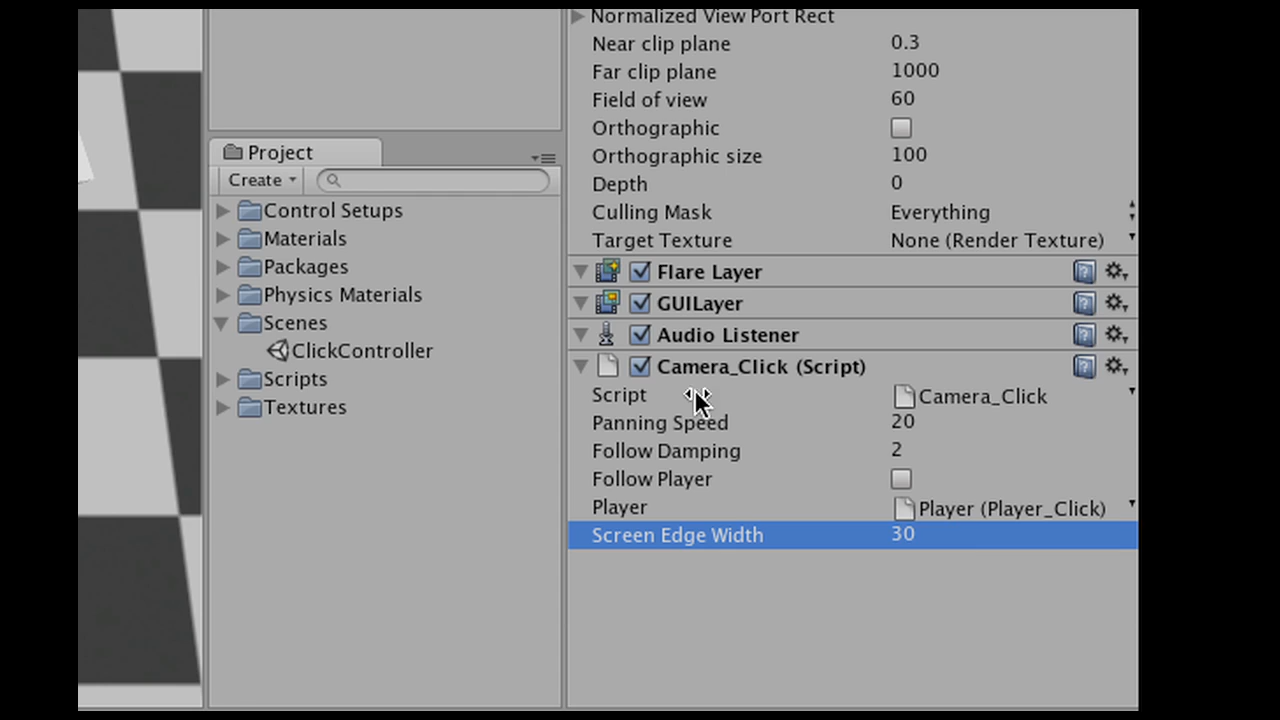 Project
Create
Control Setups
Materials
Packages
Physics Materials
Scenes
ClickController
Scripts
Textures
Normalized View Port Rect
Near clip plane 0.3
Far clip plane 1000
Field of view 60
Orthographic
Orthographic size 100
Depth 0
Culling Mask Everything
Target Texture None (Render Texture)
Flare Layer
GUILayer
Audio Listener
Camera_Click (Script)
Script Camera_Click
Panning Speed 20
Follow Damping 2
Follow Player
Player Player (Player_Click)
Screen Edge Width 30